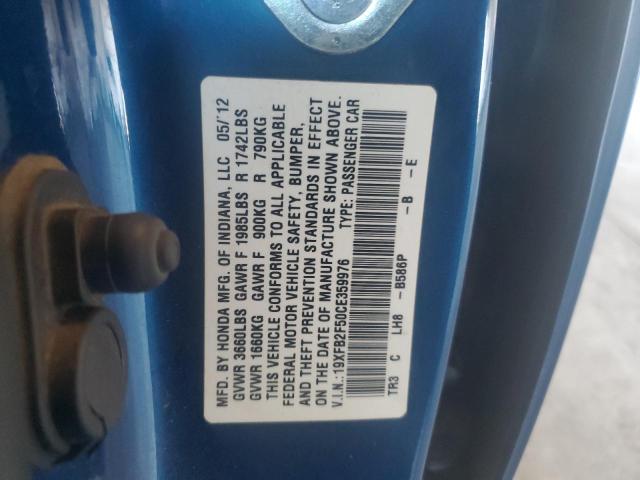 MFD. BY HONDA MFG. OF INDIANA, LLC 05/'12
GVWR 3660LBS GAWR F 1985LBS R 1742LBS
GVWR 1660KG GAWR F 900KG R 790KG
THIS VEHICLE CONFORMS TO ALL APPLICABLE
FEDERAL MOTOR VEHICLE SAFETY, BUMPER,
AND THEFT PREVENTION STANDARDS IN EFFECT
ON THE DATE OF MANUFACTURE SHOWN ABOVE.
V.I.N.:19XFB2F50CE359976 TYPE: PASSENGER CAR
TR3 C LH8 -B586P -B -E